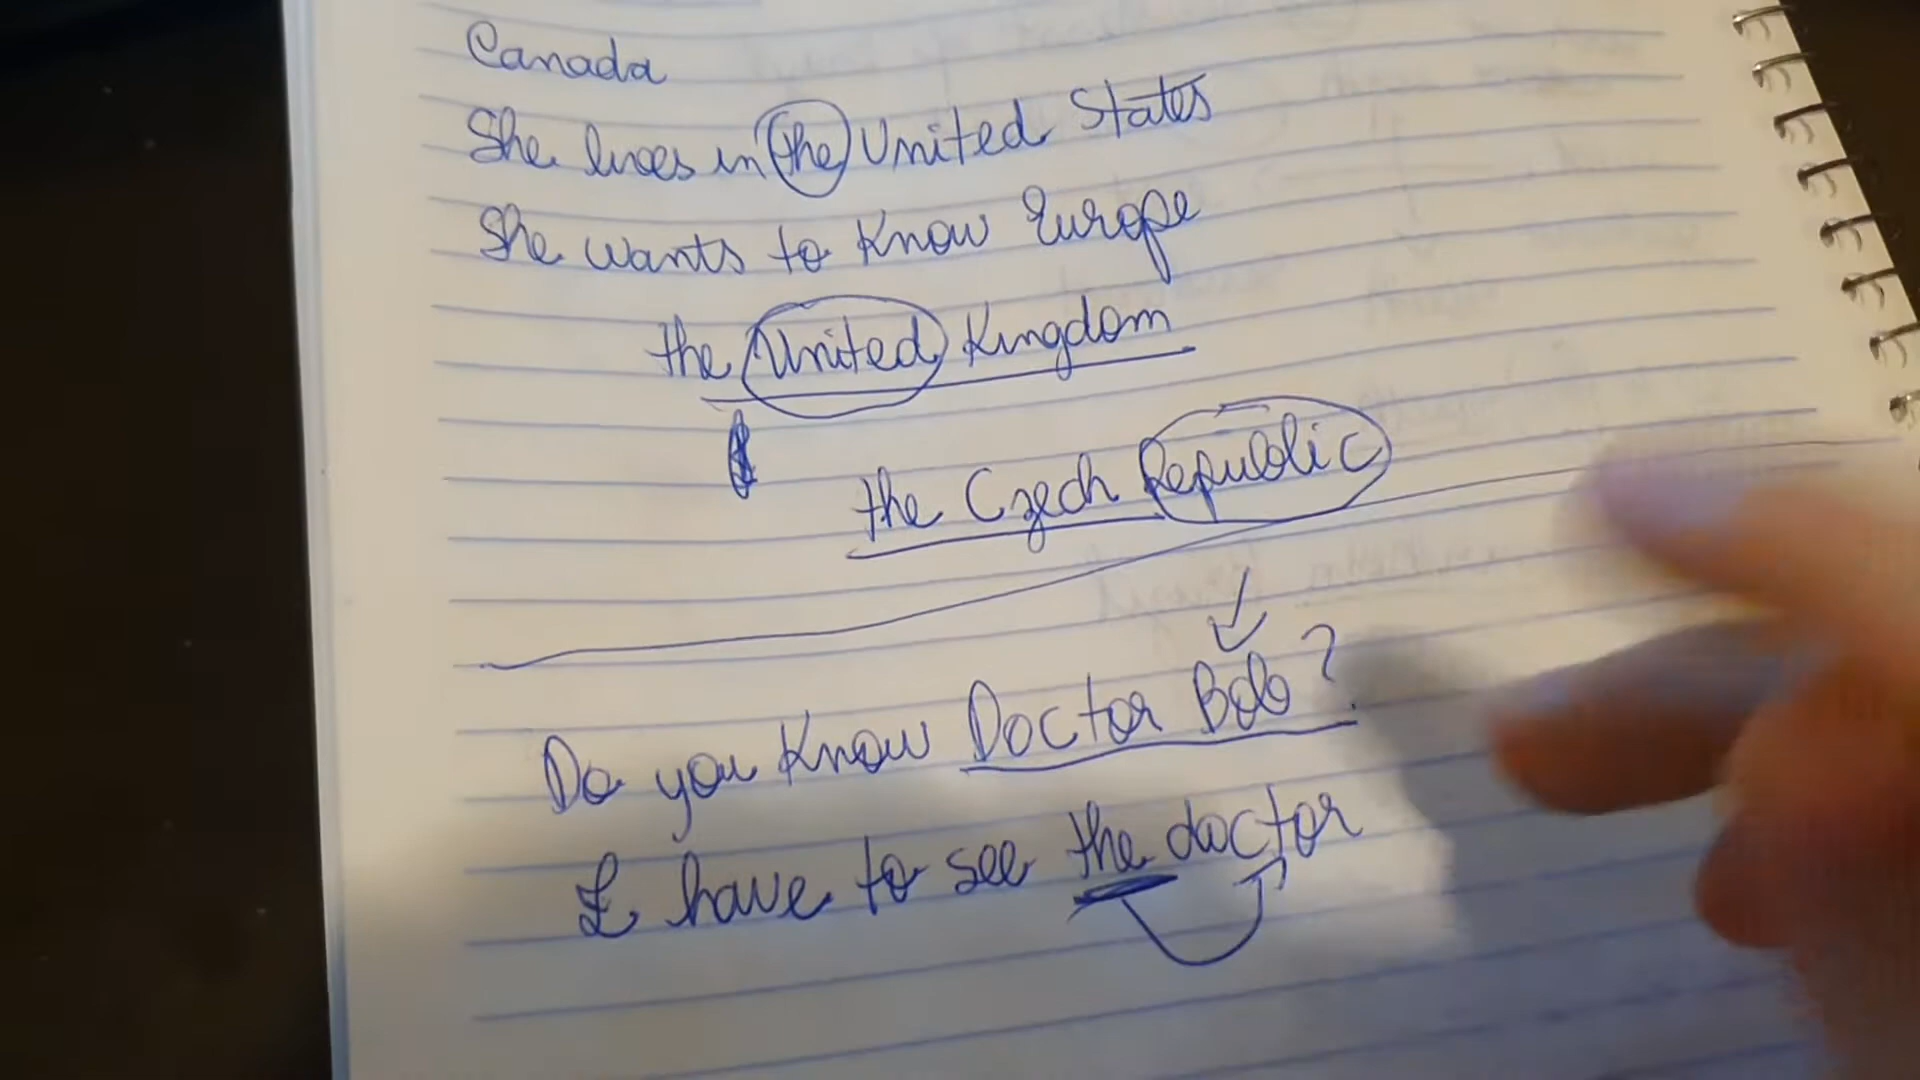 Canada
She lives in the United States
She wants to know Europe
the United Kingdom
the Czech Republic
Do you know Doctor Bob?
I have to see the doctor